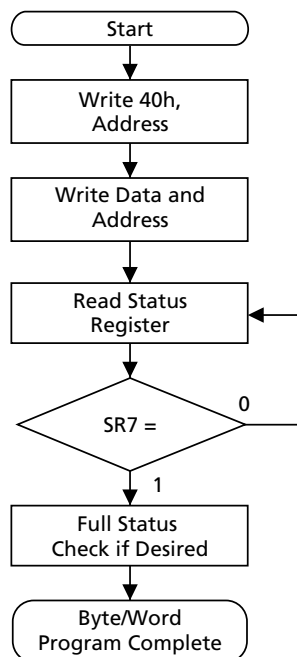 Start
Write 40h,
Address
Write Data and
Address
Read Status
Register
SR7 =
0
1
Full Status
Check if Desired
Byte/Word
Program Complete